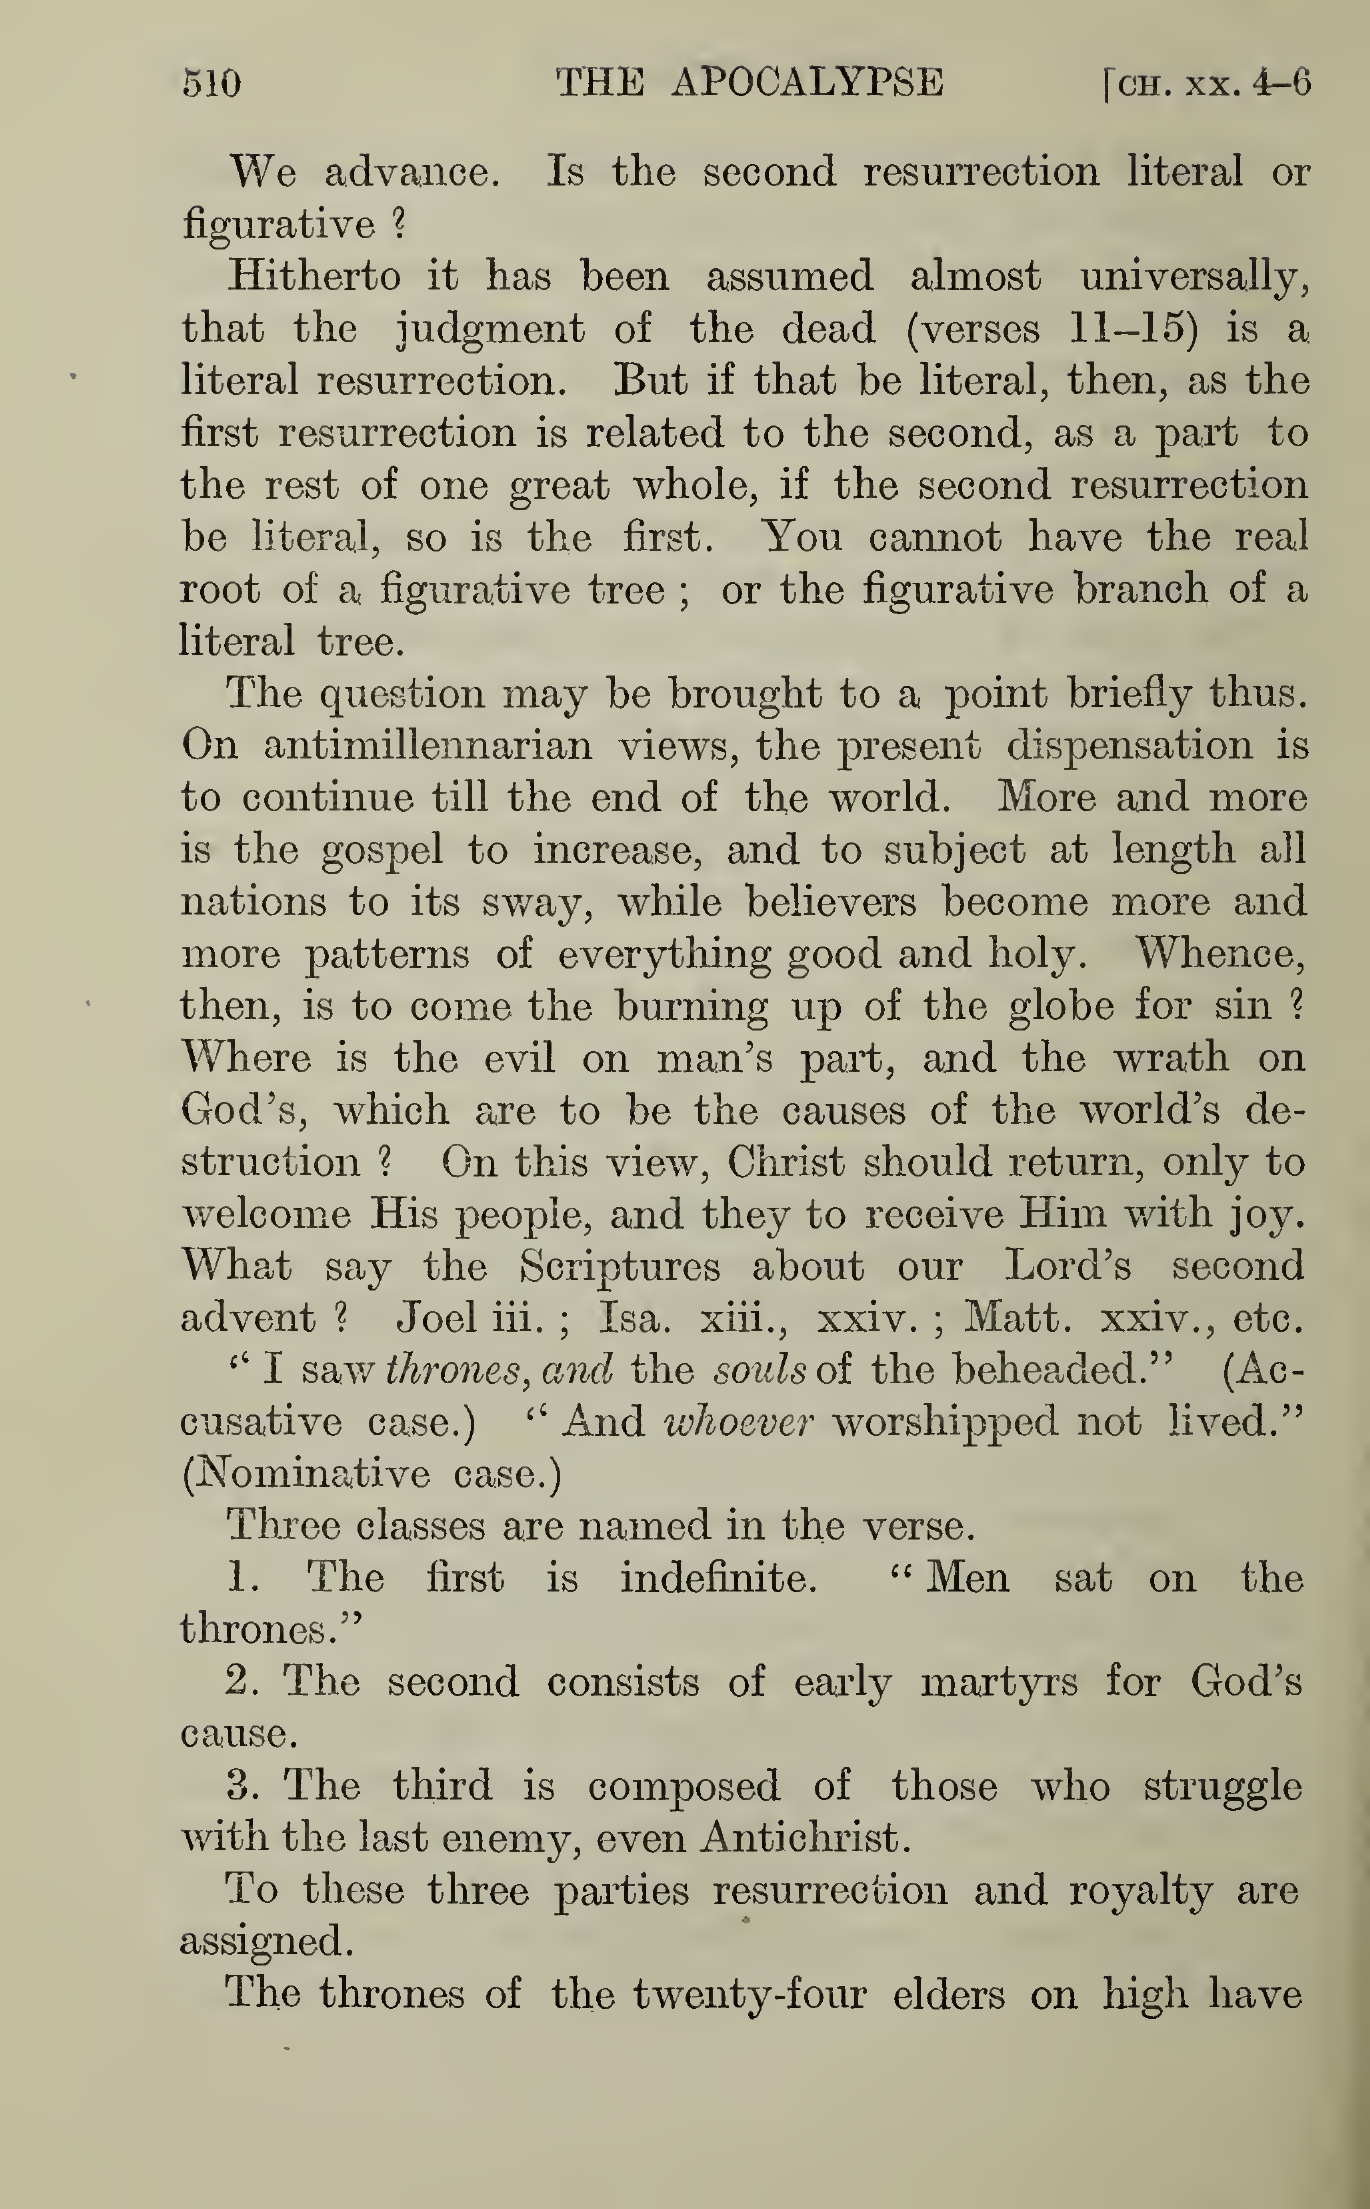 510 THE APOCALYPSE [CH. XX. 4–6
We advance. Is the second resurrection literal or
figurative ?
Hitherto it has been assumed almost universally,
that the judgment of the dead (verses 11–15) is a
literal resurrection. But if that be literal, then, as the
first resurrection is related to the second, as a part to
the rest of one great whole, if the second resurrection
be literal, so is the first. You cannot have the real
root of a figurative tree ; or the figurative branch of a
literal tree.
The question may be brought to a point briefly thus.
On antimillennarian views, the present dispensation is
to continue till the end of the world. More and more
is the gospel to increase, and to subject at length all
nations to its sway, while believers become more and
more patterns of everything good and holy. Whence,
then, is to come the burning up of the globe for sin ?
Where is the evil on man’s part, and the wrath on
God’s, which are to be the causes of the world’s de-
struction ? On this view, Christ should return, only to
welcome His people, and they to receive Him with joy.
What say the Scriptures about our Lord’s second
advent ? Joel iii. ; Isa. xiii., xxiv. ; Matt. xxiv., etc.
“ I saw thrones, and the souls of the beheaded.” (Ac-
cusative case.) “ And whoever worshipped not lived.”
(Nominative case.)
Three classes are named in the verse.
1. The first is indefinite. “ Men sat on the
thrones.”
2. The second consists of early martyrs for God’s
cause.
3. The third is composed of those who struggle
with the last enemy, even Antichrist.
To these three parties resurrection and royalty are
assigned.
The thrones of the twenty-four elders on high have